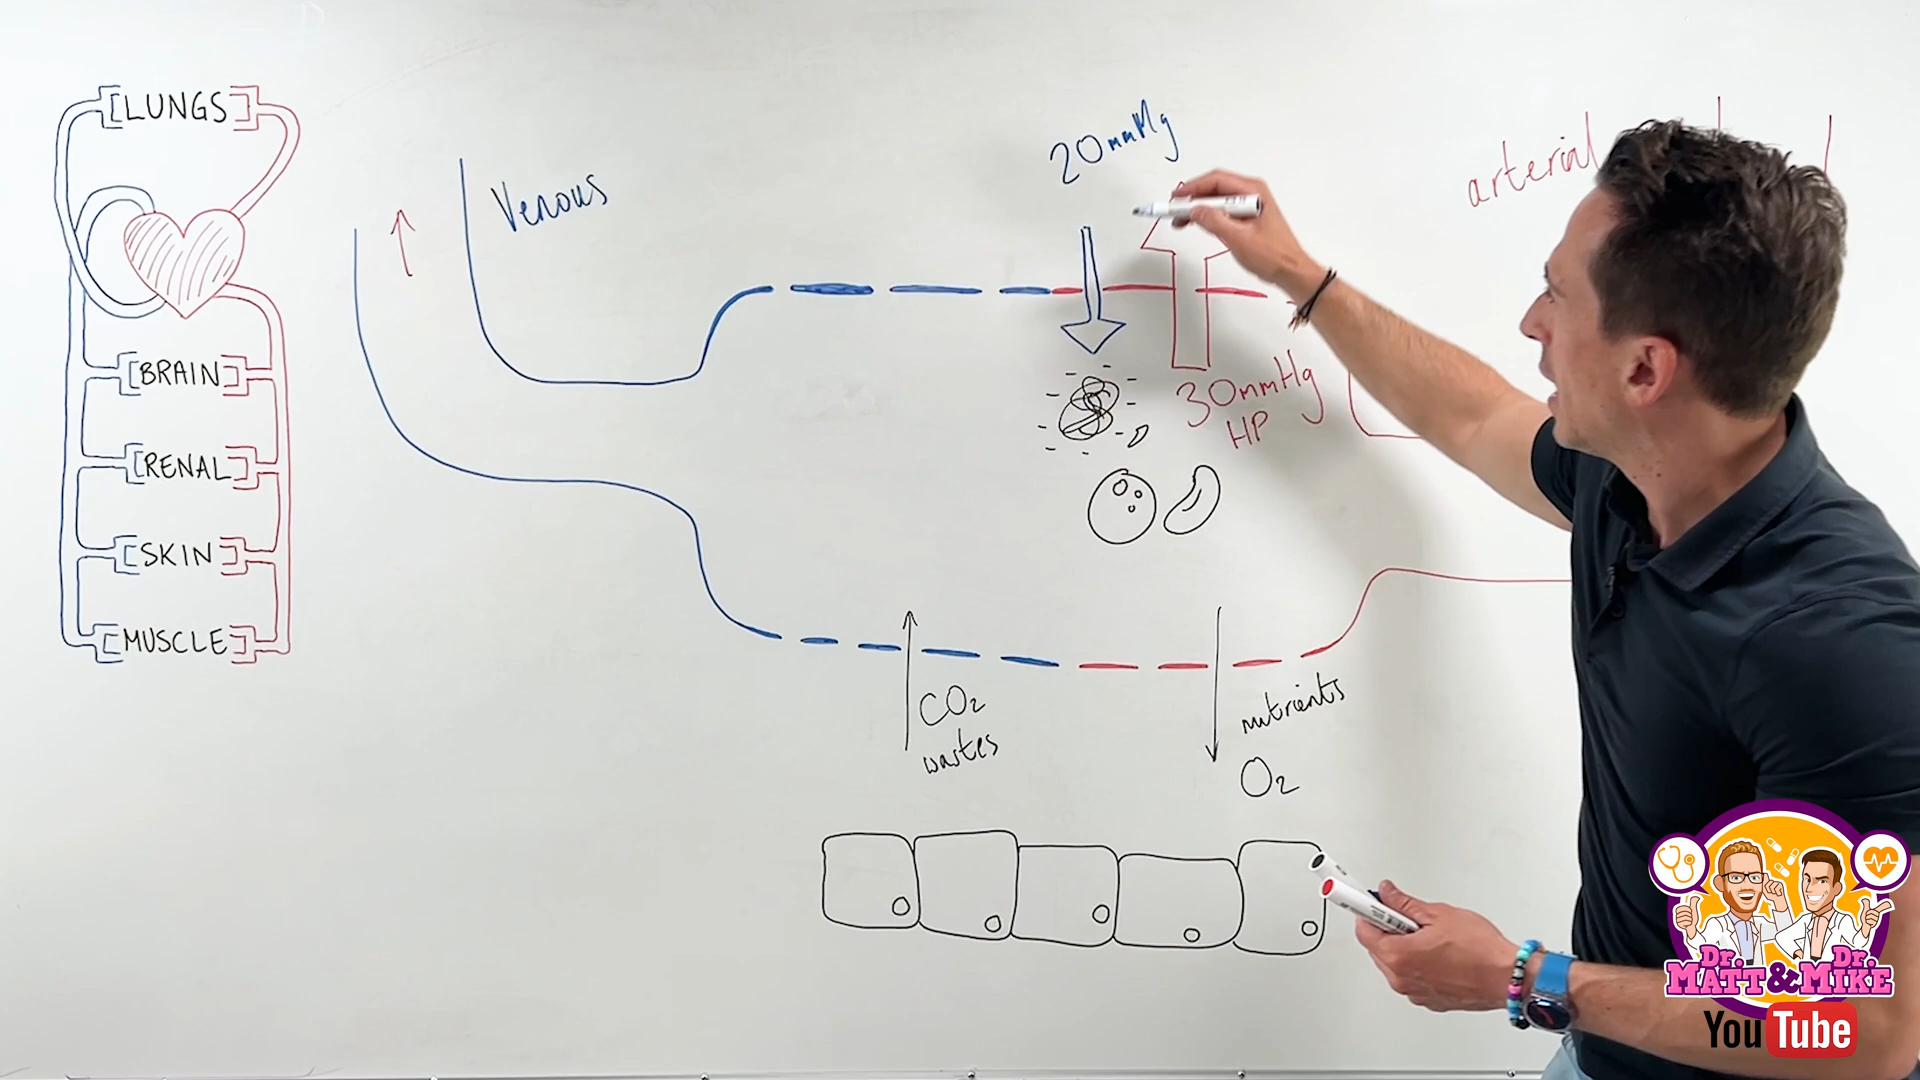 LUNGS
BRAIN
RENAL
SKIN
MUSCLE
Venous
20mmHg
arterial
30mmHg
HP
CO2
wastes
nutrients
O2
Dr. Dr.
MATT & MIKE
YouTube